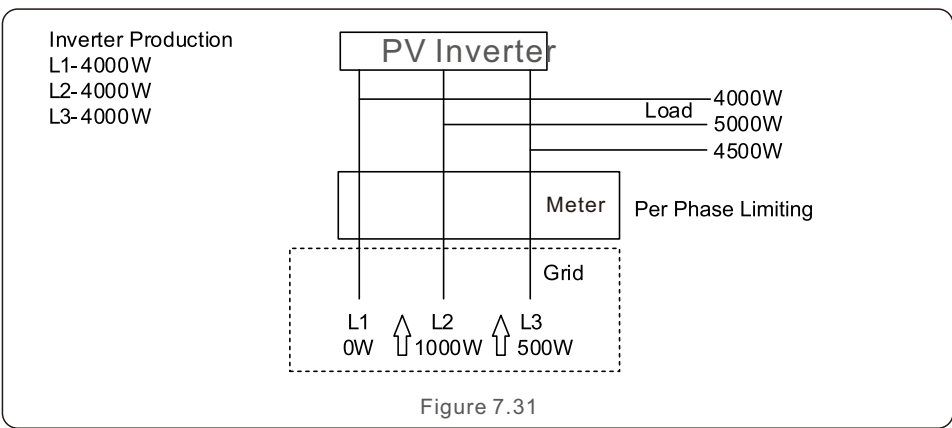 Inverter Production
L1-4000W
L2-4000W
L3-4000W
PV Inverter
Load
4000W
5000W
4500W
Meter
Per Phase Limiting
Grid
L1 L2 L3
0W 1000W 500W
Figure 7.31